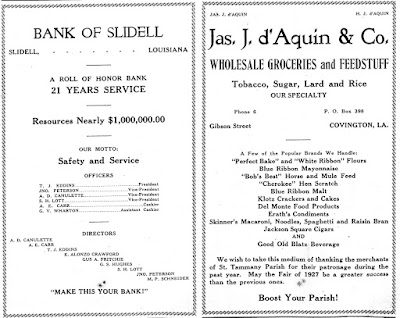 BANK OF SLIDELL
SLIDELL, . . . . . . . LOUISIANA
A ROLL OF HONOR BANK
21 YEARS SERVICE
Resources Nearly $1,000,000.00
OUR MOTTO:
Safety and Service
OFFICERS
T. J. EDGINS President
JNO. PETERSON Vice-President
A. D. CANULETTE Vice-President
S. H. LOTT Vice-President
A. E. CARR Cashier
G. V. WHARTON Assistant Cashier
DIRECTORS
A. D. CANULETTE
A. E. CARR
T. J. EDGINS
E. ALONZO CRAWFORD
GUS A. FRITCHIE
G. S. HUGHES
S. H. LOTT
JNO. PETERSON
M. P. SCHNEIDER
"MAKE THIS YOUR BANK!"
JAS. J. D'AQUIN H. J. D'AQUIN
Jas. J. d'Aquin & Co.
WHOLESALE GROCERIES and FEEDSTUFF
Tobacco, Sugar, Lard and Rice
OUR SPECIALTY
Phone 6 P. O. Box 398
Gibson Street COVINGTON, LA.
A Few of the Popular Brands We Handle:
"Perfect Bake" and "White Ribbon" Flours
Blue Ribbon Mayonnaise
"Bob's Best" Horse and Mule Feed
"Cherokee" Hen Scratch
Blue Ribbon Malt
Klotz Crackers and Cakes
Del Monte Food Products
Erath's Condiments
Skinner's Macaroni, Noodles, Spaghetti and Raisin Bran
Jackson Square Cigars
AND
Good Old Blatz Beverage
We wish to take this medium of thanking the merchants
of St. Tammany Parish for their patronage during the
past year. May the Fair of 1927 be a greater success
than the previous ones.
Boost Your Parish!